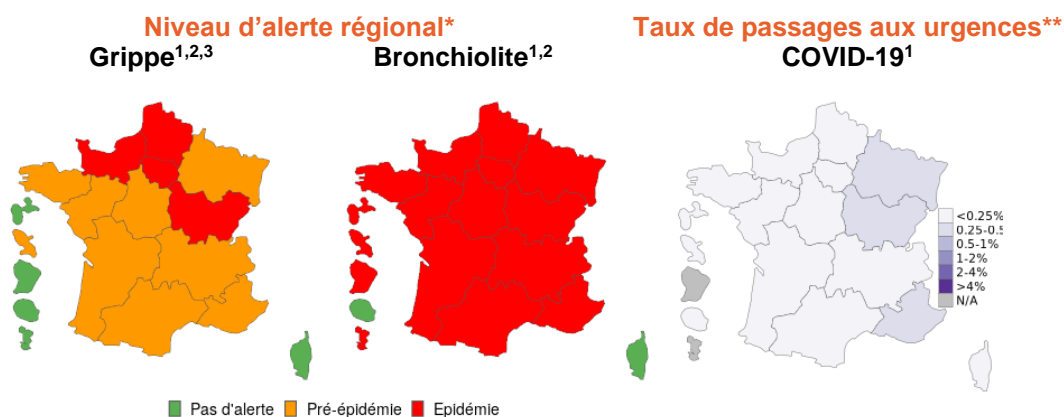 Niveau d'alerte régional*
Grippe1,2,3
Bronchiolite1,2
Pas d'alerte
Pré-épidémie
Epidémie
Taux de passages aux urgences**
COVID-191
<0.25%
0.25-0.5
0.5-1%
1-2%
2-4%
>4%
N/A